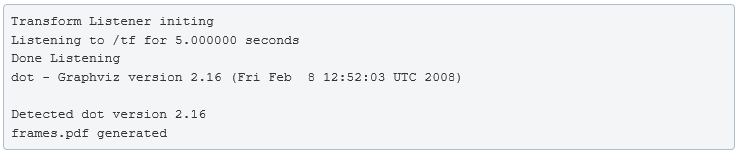 Transform Listener initing
Listening to /tf for 5.000000 seconds
Done Listening
dot - Graphviz version 2.16 (Fri Feb  8 12:52:03 UTC 2008)

Detected dot version 2.16
frames.pdf generated